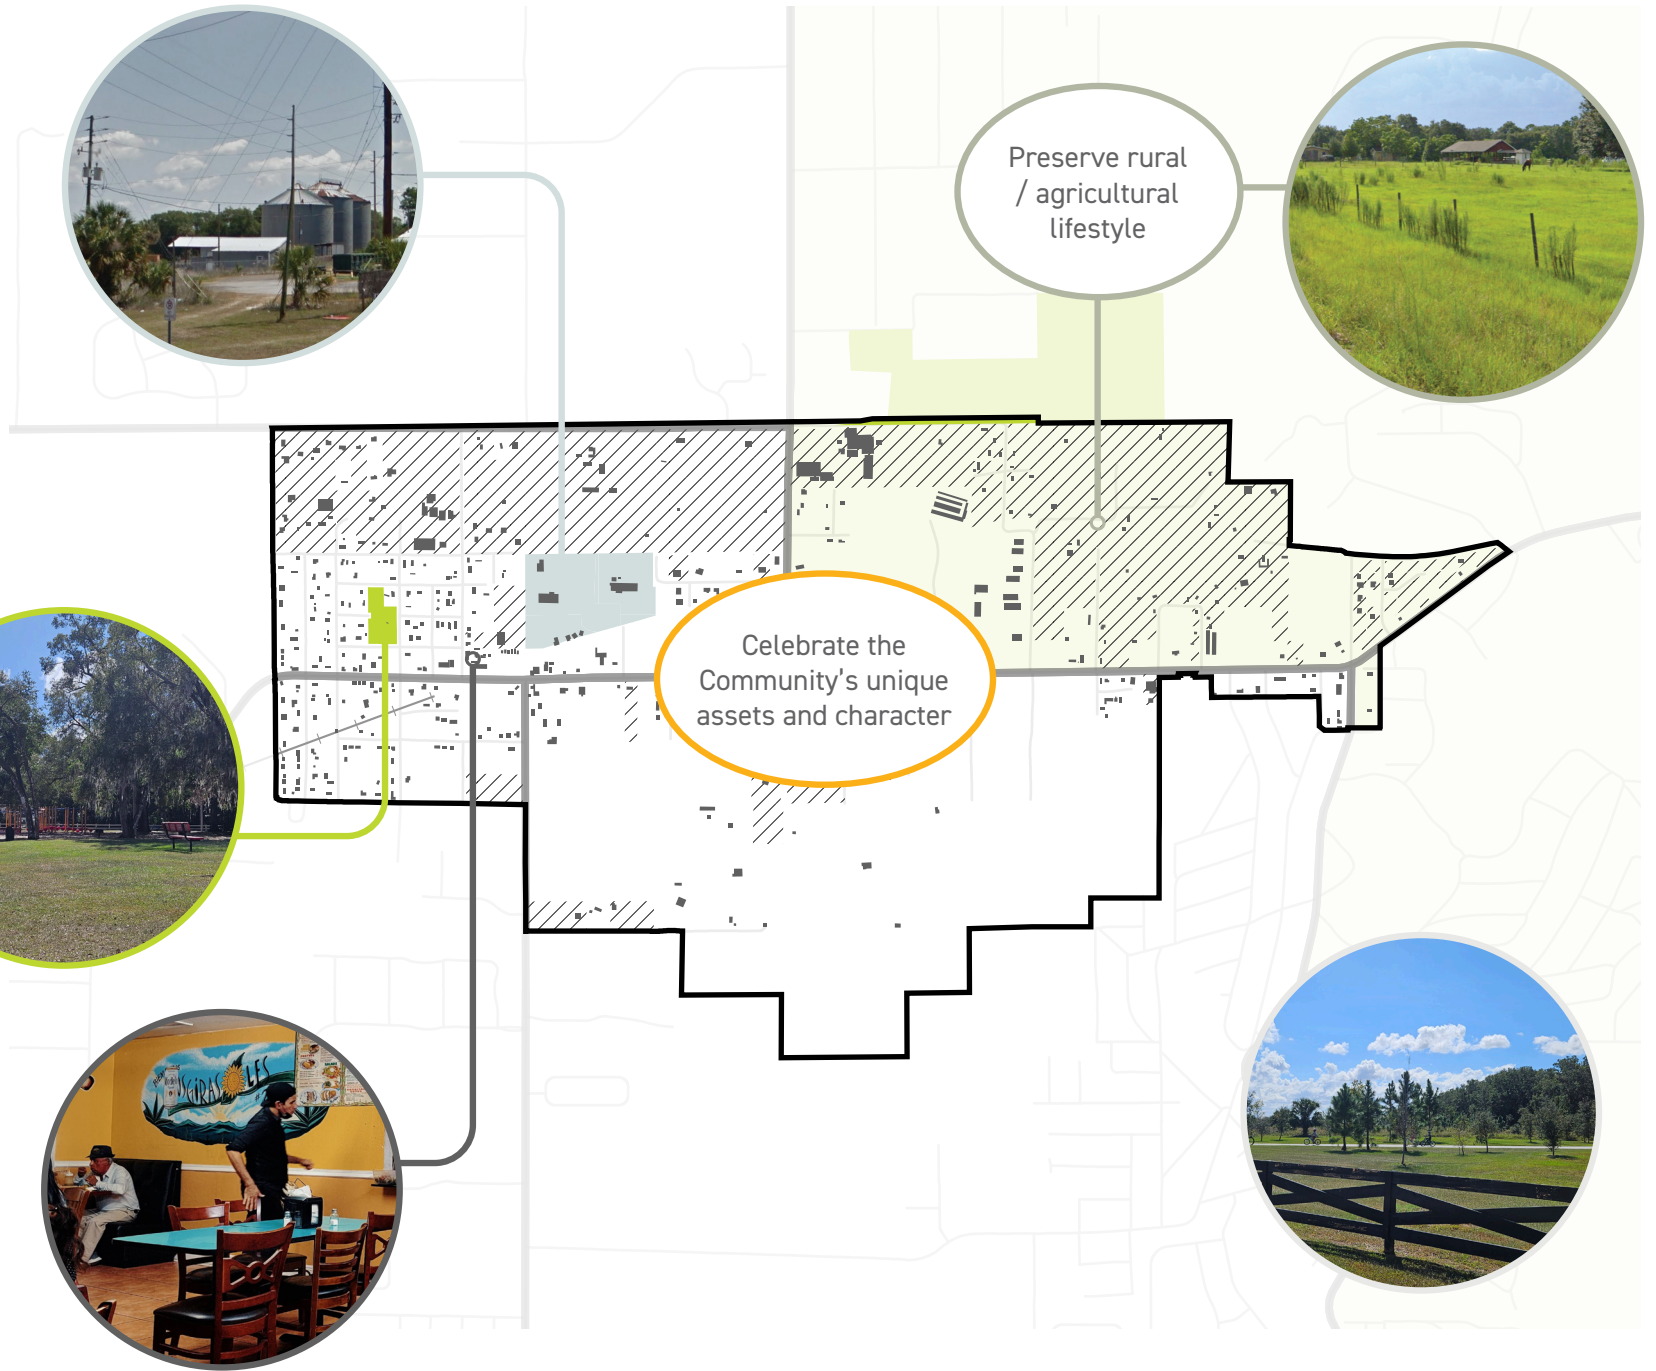 Preserve rural
/ agricultural
lifestyle
Celebrate the
Community's unique
assets and character